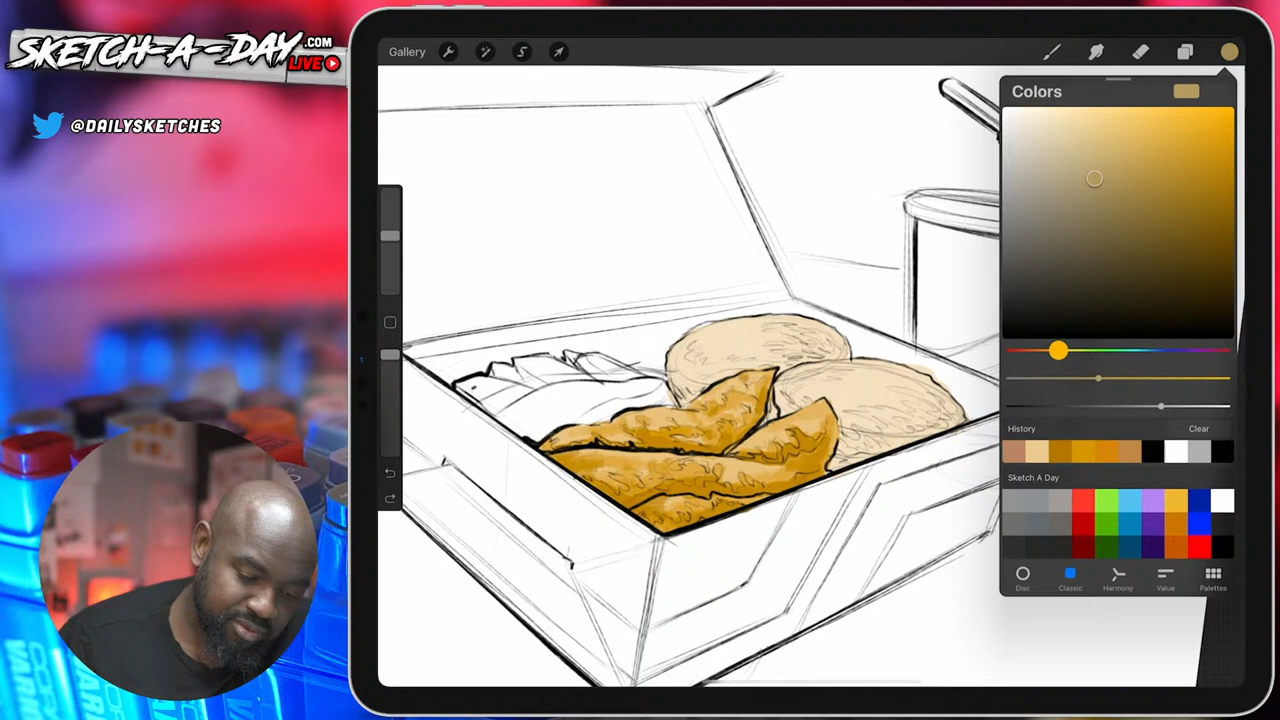 SKETCH-A-DAY.COM
LIVE
@DAILYSKETCHES
Gallery
Colors
History
Clear
Sketch A Day
Disc
Classic
Harmony
Value
Palettes